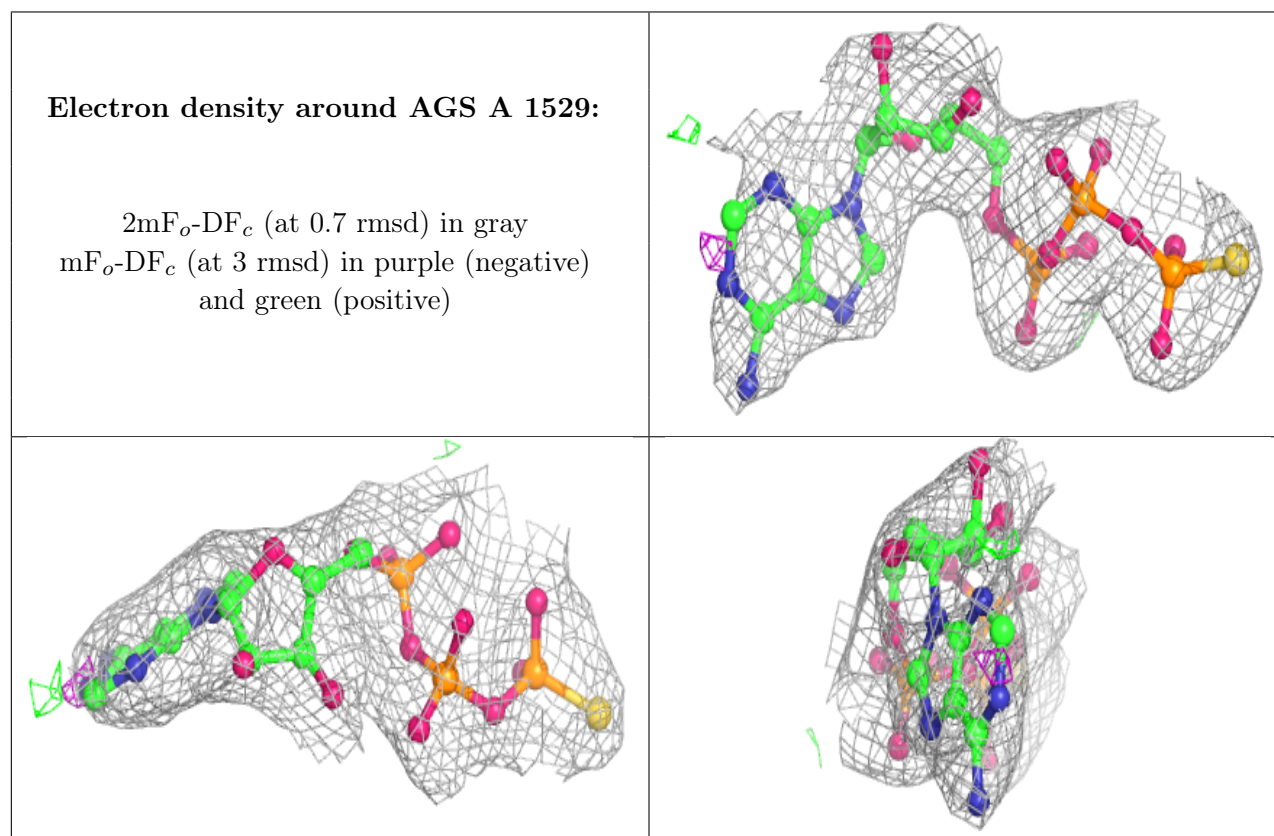 Electron density around AGS A 1529:
2mFo-DFc (at 0.7 rmsd) in gray
mFo-DFc (at 3 rmsd) in purple (negative)
and green (positive)